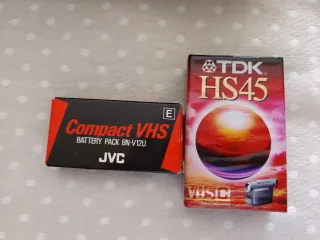 E
Compact VHS
BATTERY PACK BN-V12U
JVC
TDK
HS45
VHS C